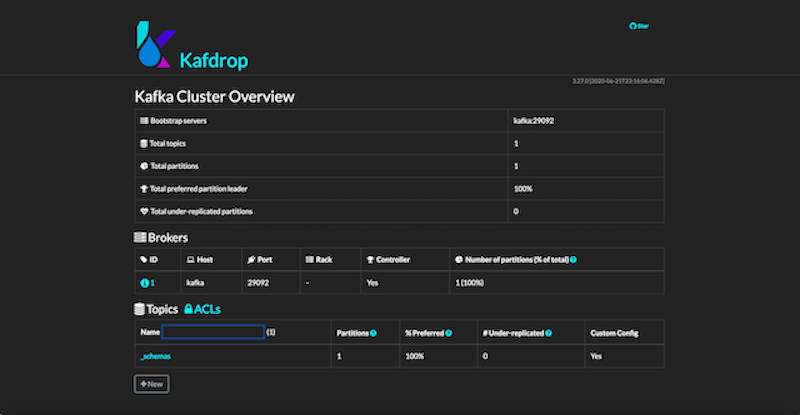 Star
Kafdrop
3.27.0 [2020-06-21T23:16:06.428Z]
Kafka Cluster Overview
Bootstrap servers kafka:29092
Total topics 1
Total partitions 1
Total preferred partition leader 100%
Total under-replicated partitions 0
Brokers
ID Host Port Rack Controller Number of partitions (% of total)
1 kafka 29092 - Yes 1 (100%)
Topics ACLs
Name (1) Partitions % Preferred # Under-replicated Custom Config
_schemas 1 100% 0 Yes
New